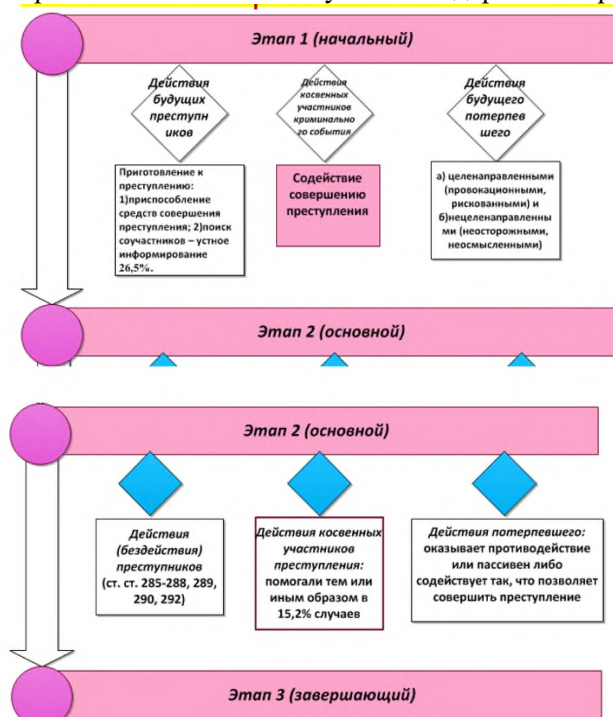 Этап 1 (начальный)
Действия
будущих
преступн
иков
Действия
косвенных
участников
криминально
го события
Действия
будущего
потерпев
шего
Приготовление к
преступлению:
1)приспособление
средств совершения
преступления; 2)поиск
соучастников – устное
информирование
26,5%.
Содействие
совершению
преступления
а) целенаправленными
(провокационными,
рискованными) и
б)нецеленаправленны
ми (неосторожными,
неосмысленными)
Этап 2 (основной)
Этап 2 (основной)
Действия
(бездействия)
преступников
(ст. ст. 285-288, 289,
290, 292)
Действия косвенных
участников
преступления:
помогали тем или
иным образом в
15,2% случаев
Действия потерпевшего:
оказывает противодействие
или пассивен либо
содействует так, что позволяет
совершить преступление
Этап 3 (завершающий)